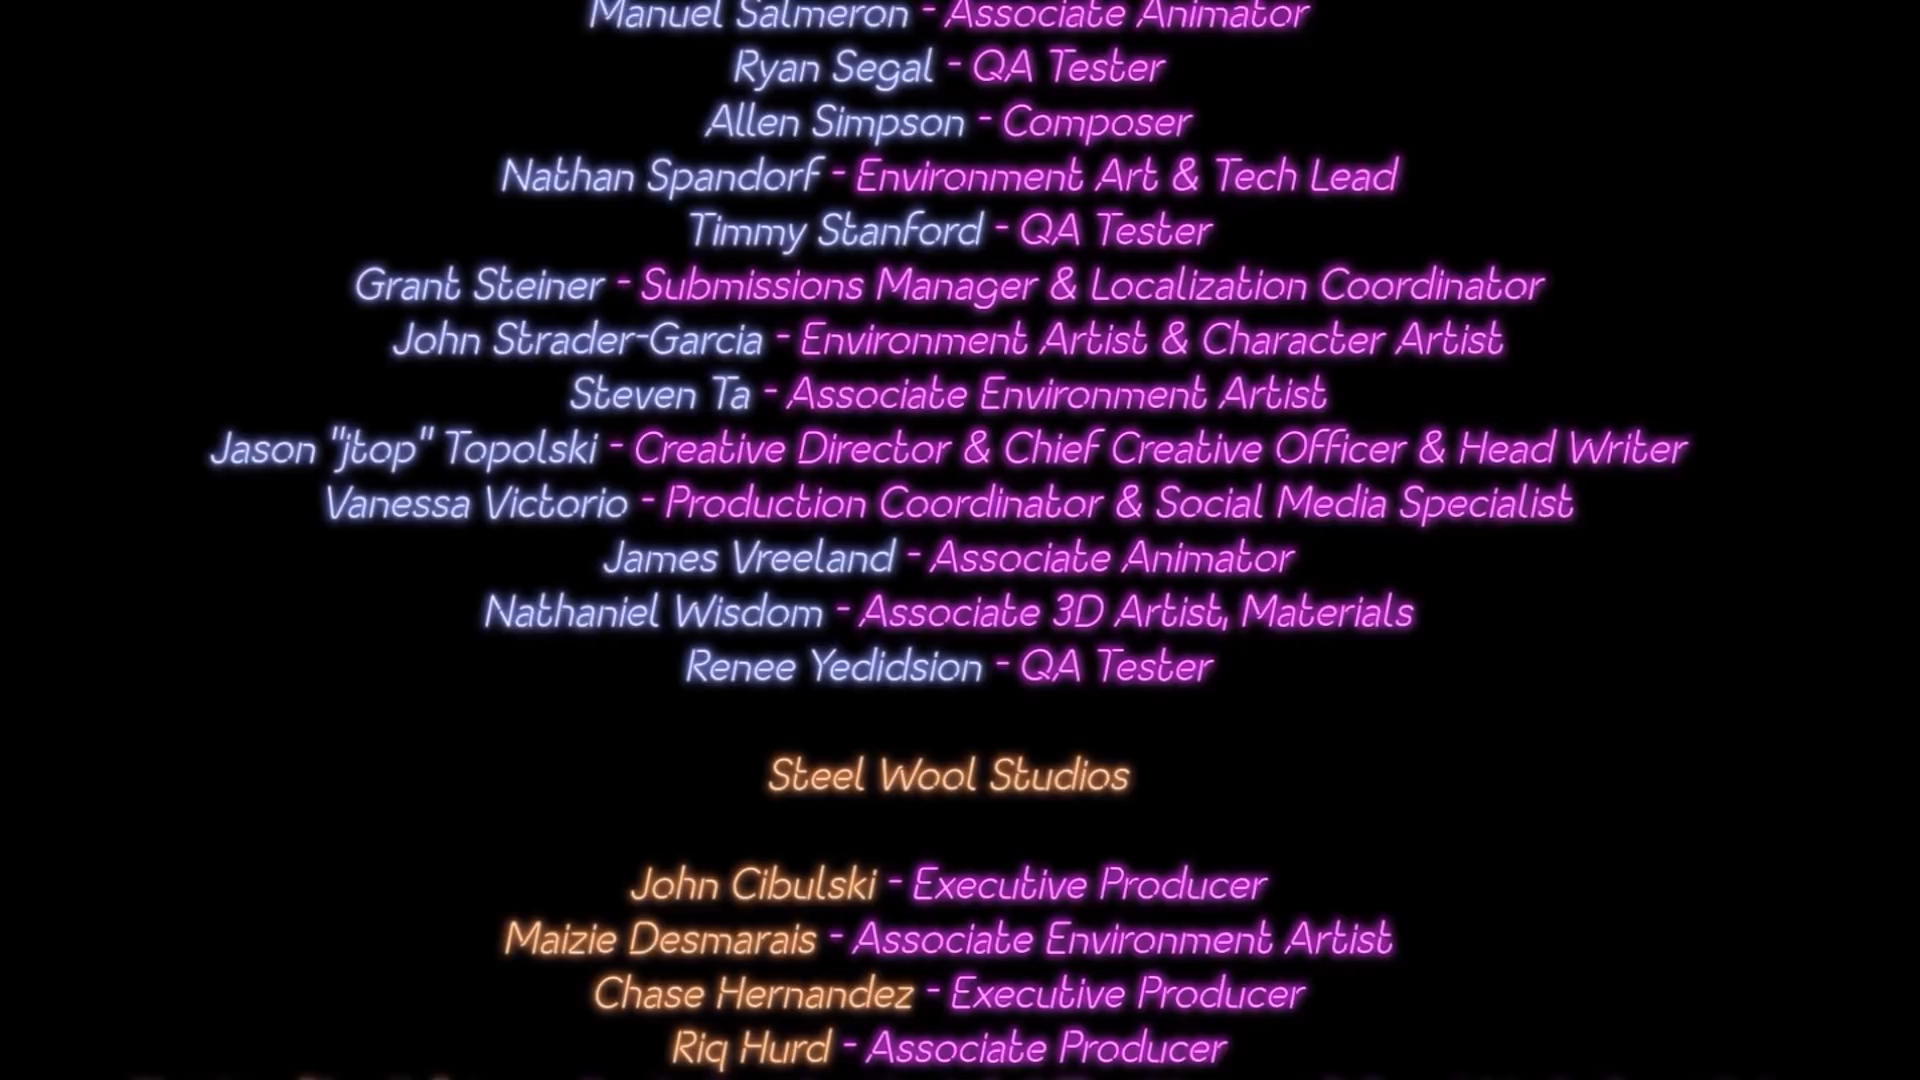 Manuel Salmeron - Associate Animator
Ryan Segal - QA Tester
Allen Simpson - Composer
Nathan Spandorf - Environment Art & Tech Lead
Timmy Stanford - QA Tester
Grant Steiner - Submissions Manager & Localization Coordinator
John Strader-Garcia - Environment Artist & Character Artist
Steven Ta - Associate Environment Artist
Jason "jtop" Topolski - Creative Director & Chief Creative Officer & Head Writer
Vanessa Victorio - Production Coordinator & Social Media Specialist
James Vreeland - Associate Animator
Nathaniel Wisdom - Associate 3D Artist, Materials
Renee Yedidsion - QA Tester
Steel Wool Studios
John Cibulski - Executive Producer
Maizie Desmarais - Associate Environment Artist
Chase Hernandez - Executive Producer
Riq Hurd - Associate Producer